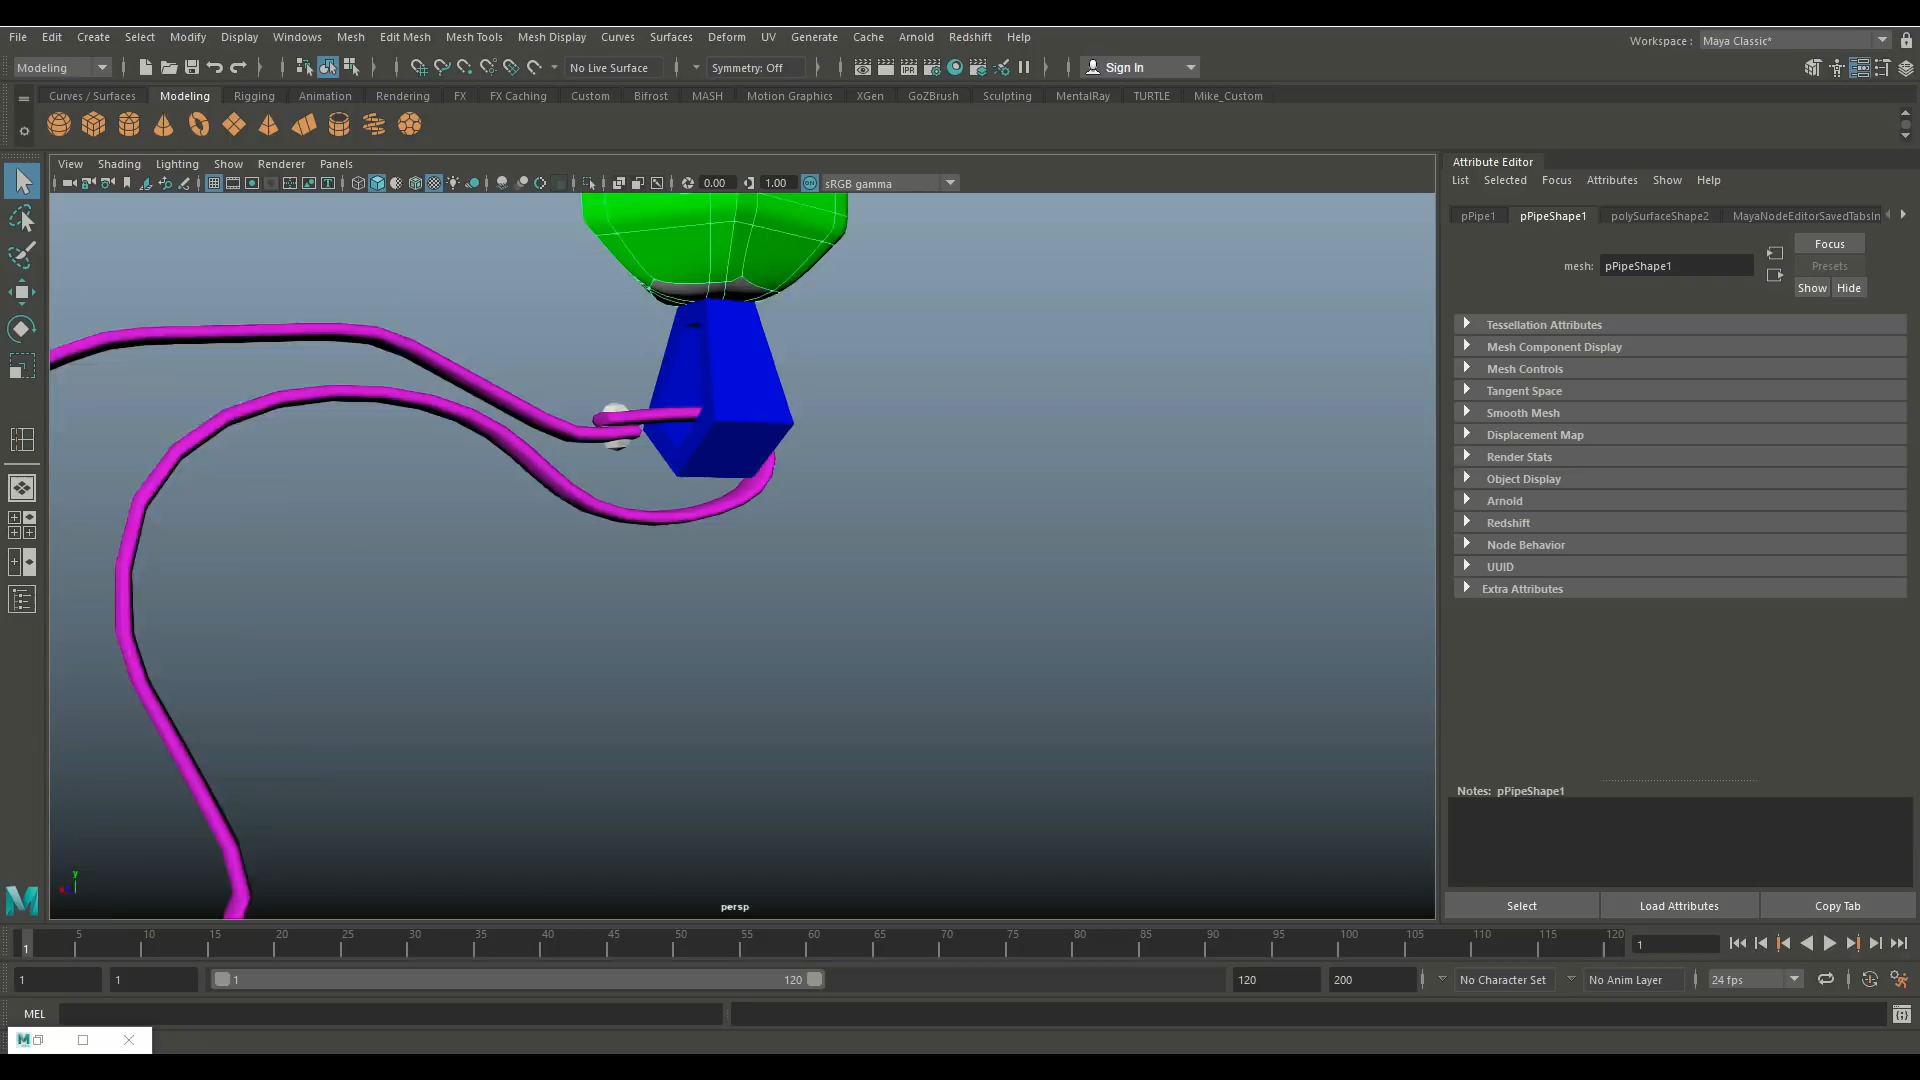 File Edit Create Select Modify Display Windows Mesh Edit Mesh Mesh Tools Mesh Display Curves Surfaces Deform UV Generate Cache Arnold Redshift Help
Workspace : Maya Classic*
Modeling No Live Surface Symmetry: Off IPR Sign In
Curves / Surfaces Modeling Rigging Animation Rendering FX FX Caching Custom Bifrost MASH Motion Graphics XGen GoZBrush Sculpting MentalRay TURTLE Mike_Custom
View Shading Lighting Show Renderer Panels
0.00 1.00 ON sRGB gamma
y
persp
Attribute Editor
List Selected Focus Attributes Show Help
pPipe1 pPipeShape1 polySurfaceShape2 MayaNodeEditorSavedTabsIn
Focus
mesh: pPipeShape1
Presets
Show Hide
Tessellation Attributes
Mesh Component Display
Mesh Controls
Tangent Space
Smooth Mesh
Displacement Map
Render Stats
Object Display
Arnold
Redshift
Node Behavior
UUID
Extra Attributes
Notes: pPipeShape1
Select Load Attributes Copy Tab
1 5 10 15 20 25 30 35 40 45 50 55 60 65 70 75 80 85 90 95 100 105 110 115 120 1
1 1 1 120 120 200 No Character Set No Anim Layer 24 fps
MEL
M